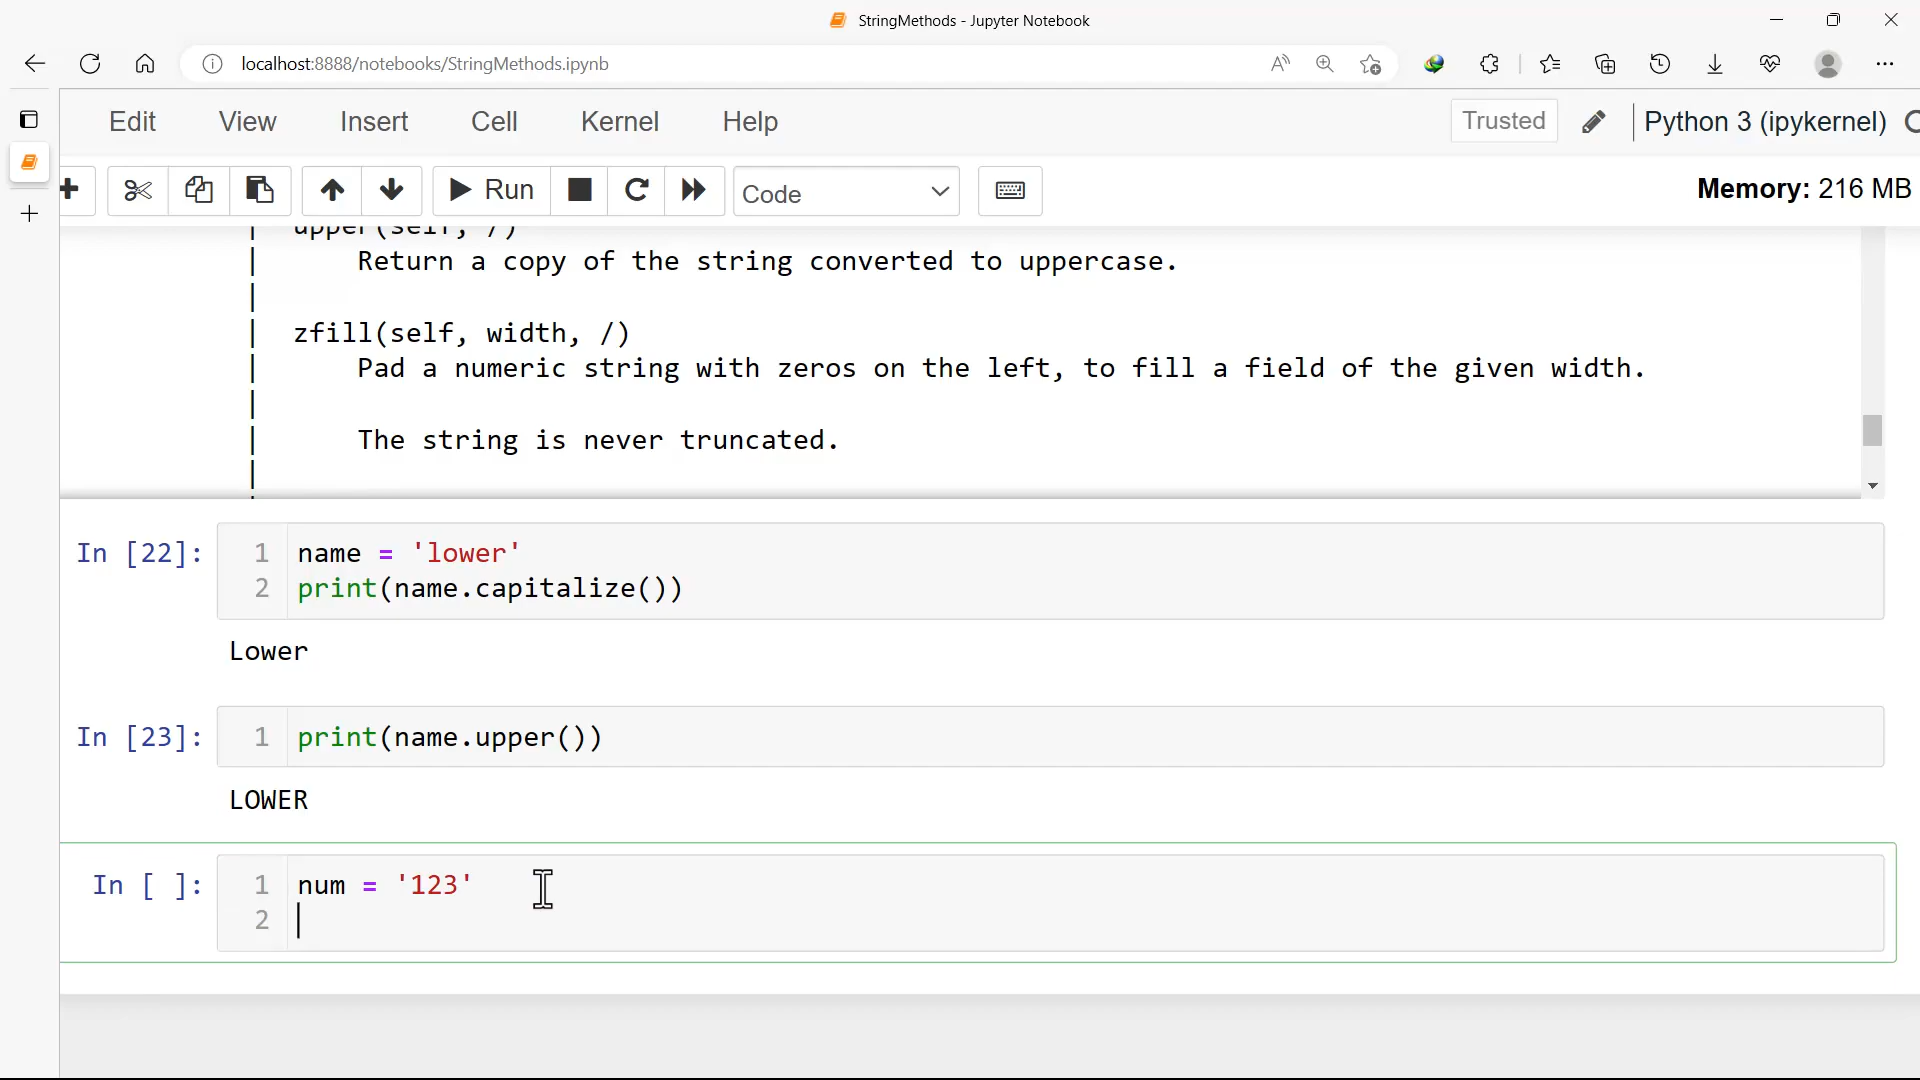 StringMethods - Jupyter Notebook
localhost:8888/notebooks/StringMethods.ipynb
Edit View Insert Cell Kernel Help Trusted Python 3 (ipykernel)
Run Code Memory: 216 MB
upper(self, /)
Return a copy of the string converted to uppercase.
zfill(self, width, /)
Pad a numeric string with zeros on the left, to fill a field of the given width.
The string is never truncated.
In [22]: 1 name = 'lower'
2 print(name.capitalize())
Lower
In [23]: 1 print(name.upper())
LOWER
In [ ]: 1 num = '123'
2